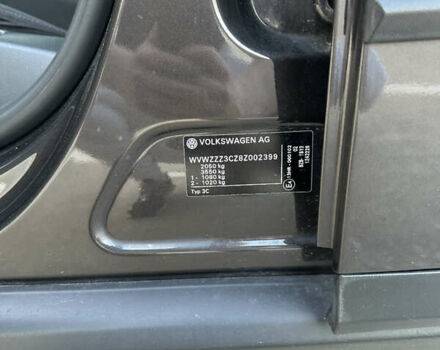 VOLKSWAGEN AG
WVWZZZ3CZ8Z002399
2050 kg
3550 kg
1 - 1080 kg
2 - 1020 kg
Typ 3C